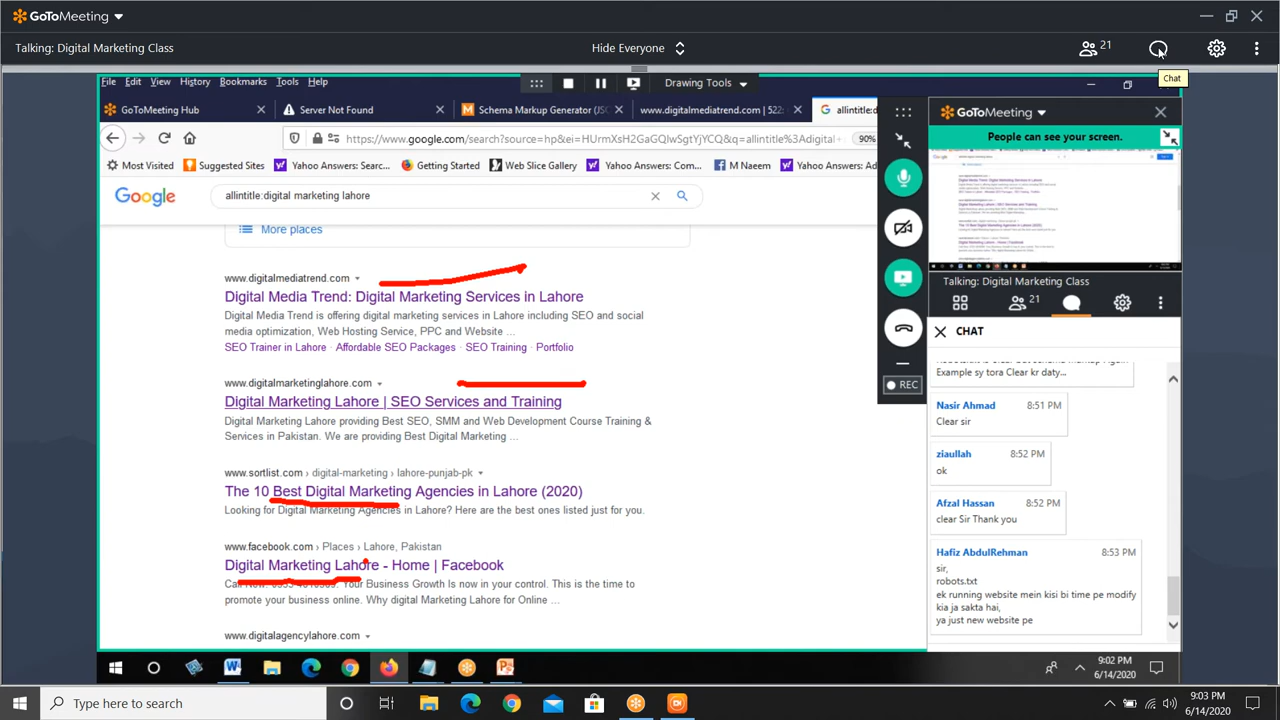 GoToMeeting
Talking: Digital Marketing Class
Hide Everyone
21
Chat
File Edit View History Bookmarks Tools Help
Drawing Tools
GoToMeeting Hub
Server Not Found
Schema Markup Generator (JSO
www.digitalmediatrend.com | 522:
allintitle:d
https://www.google.com/search?source=hp&ei=HUrmXsH2GaGQlwSgtYjYCQ&q=allintitle%3Adigital
90%
Most Visited
Suggested Sites
Yahoo Answers: Ad
Getting Started
Web Slice Gallery
Yahoo Answers: Ad
M Naeem
Yahoo Answers: Ad
Google
allintitle:digital marketing lahore
More places
www.digitalmediatrend.com
Digital Media Trend: Digital Marketing Services in Lahore
Digital Media Trend is offering digital marketing services in Lahore including SEO and social
media optimization, Web Hosting Service, PPC and Website ...
SEO Trainer in Lahore · Affordable SEO Packages · SEO Training · Portfolio
www.digitalmarketinglahore.com
Digital Marketing Lahore | SEO Services and Training
Digital Marketing Lahore providing Best SEO, SMM and Web Development Course Training &
Services in Pakistan. We are providing Best Digital Marketing ...
www.sortlist.com › digital-marketing › lahore-punjab-pk
The 10 Best Digital Marketing Agencies in Lahore (2020)
Looking for Digital Marketing Agencies in Lahore? Here are the best ones listed just for you.
www.facebook.com › Places › Lahore, Pakistan
Digital Marketing Lahore - Home | Facebook
Your Business Growth Is now in your control. This is the time to
promote your business online. Why digital Marketing Lahore for Online ...
www.digitalagencylahore.com
REC
GoToMeeting
People can see your screen.
Talking: Digital Marketing Class
21
CHAT
Example sy tora Clear kr daty...
Nasir Ahmad 8:51 PM
Clear sir
ziaullah 8:52 PM
ok
Afzal Hassan 8:52 PM
clear Sir Thank you
Hafiz AbdulRehman 8:53 PM
sir,
robots.txt
ek running website mein kisi bi time pe modify
kia ja sakta hai,
ya just new website pe
9:02 PM
6/14/2020
Type here to search
9:03 PM
6/14/2020